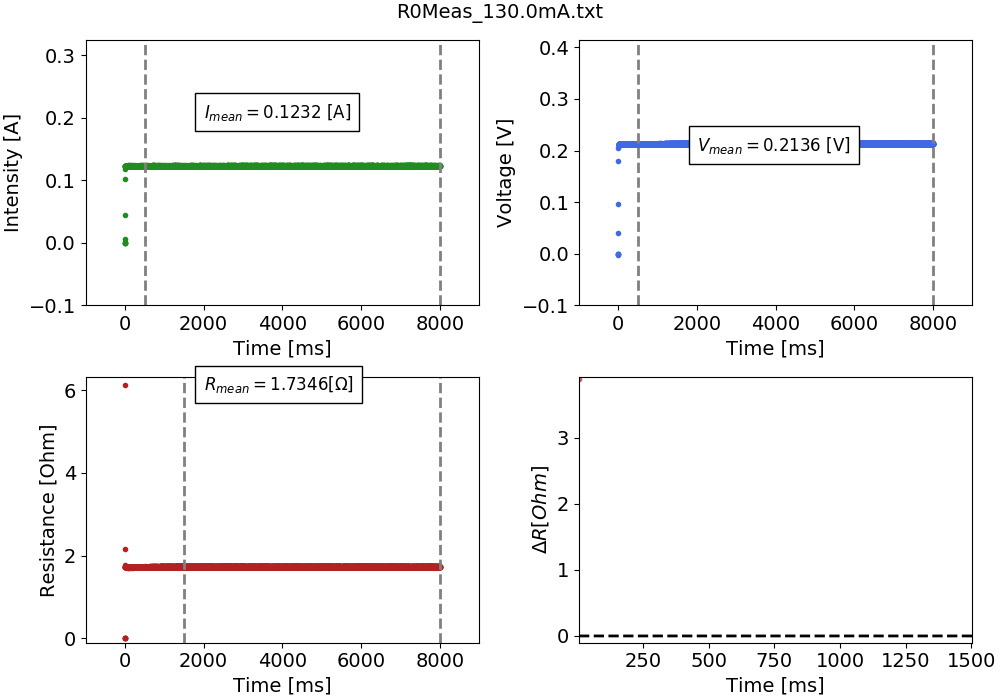 R0Meas_130.0mA.txt
Intensity [A]
0.3
0.2
0.1
0.0
−0.1
I_mean = 0.1232 [A]
0 2000 4000 6000 8000
Time [ms]
Voltage [V]
0.4
0.3
0.2
0.1
0.0
−0.1
V_mean = 0.2136 [V]
0 2000 4000 6000 8000
Time [ms]
Resistance [Ohm]
6
4
2
0
R_mean = 1.7346[Ω]
0 2000 4000 6000 8000
Time [ms]
ΔR[Ohm]
3
2
1
0
250 500 750 1000 1250 1500
Time [ms]